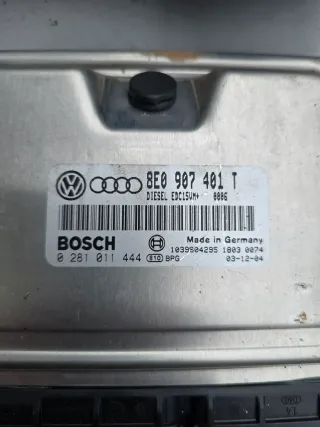 8E0 907 401 T
DIESEL EDC15VM+ 0006
BOSCH
Made in Germany
1039S04295 1803 0074
0 281 011 444 010 BPG 03-12-04